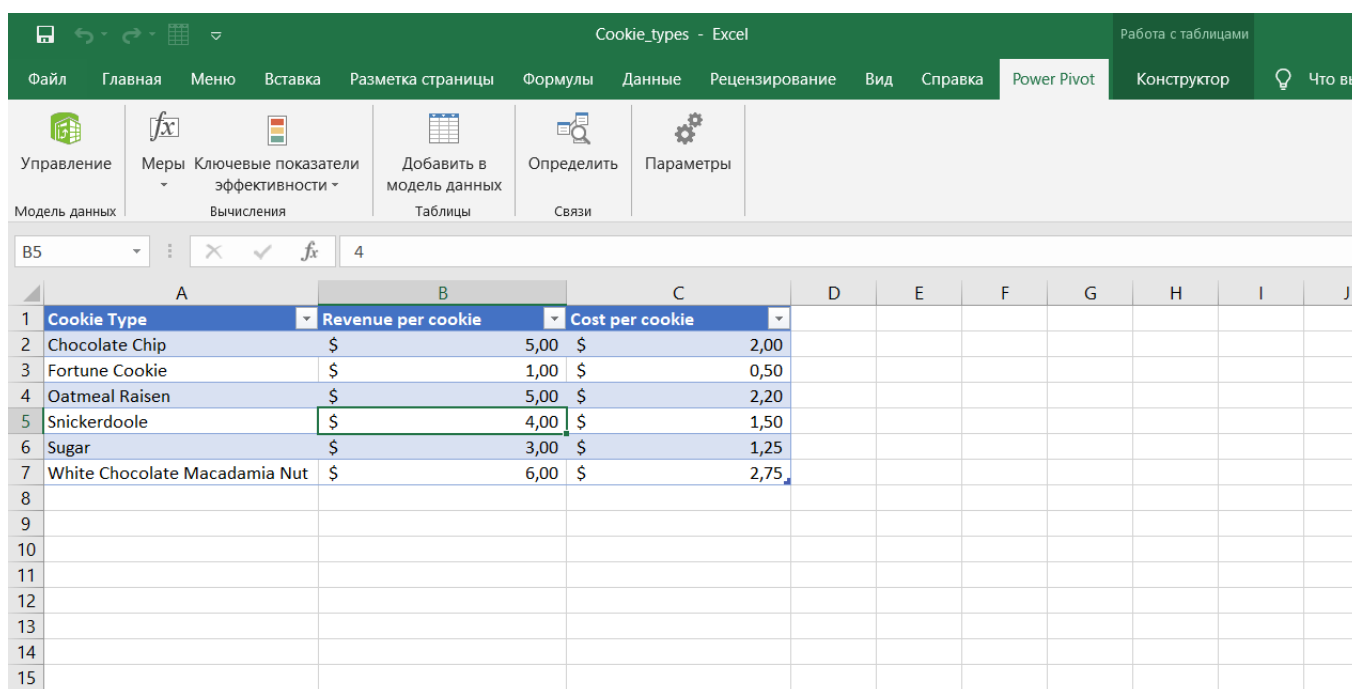 Cookie_types - Excel Работа с таблицами
Файл Главная Меню Вставка Разметка страницы Формулы Данные Рецензирование Вид Справка Power Pivot Конструктор Что
Управление Меры Ключевые показатели эффективности Добавить в модель данных Определить Параметры
Модель данных Вычисления Таблицы Связи
B5 fx 4
A B C D E F G H I J
1 Cookie Type Revenue per cookie Cost per cookie
2 Chocolate Chip $ 5,00 $ 2,00
3 Fortune Cookie $ 1,00 $ 0,50
4 Oatmeal Raisen $ 5,00 $ 2,20
5 Snickerdoole $ 4,00 $ 1,50
6 Sugar $ 3,00 $ 1,25
7 White Chocolate Macadamia Nut $ 6,00 $ 2,75
8
9
10
11
12
13
14
15